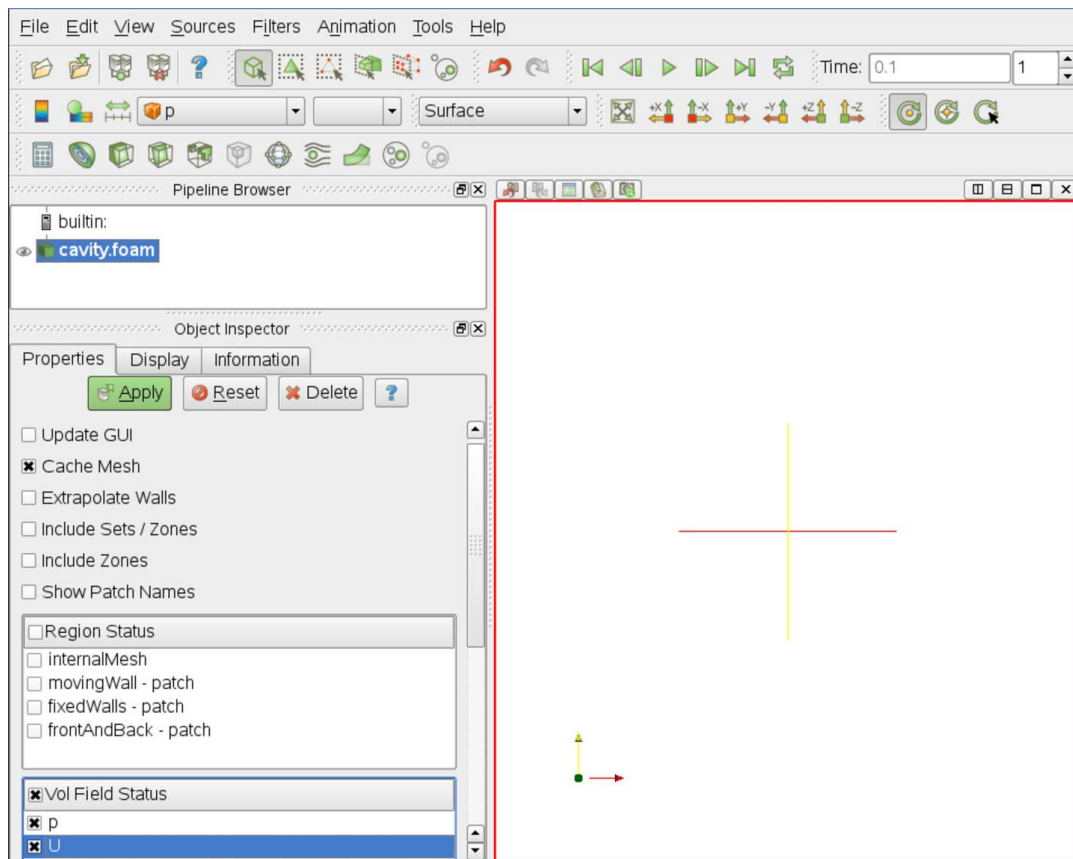 File Edit View Sources Filters Animation Tools Help
? Time: 0.1 1
p Surface +X -X +Y -Y +Z -Z
Pipeline Browser
builtin:
cavity.foam
Object Inspector
Properties Display Information
Apply Reset Delete ?
Update GUI
Cache Mesh
Extrapolate Walls
Include Sets / Zones
Include Zones
Show Patch Names
Region Status
internalMesh
movingWall - patch
fixedWalls - patch
frontAndBack - patch
Vol Field Status
p
U